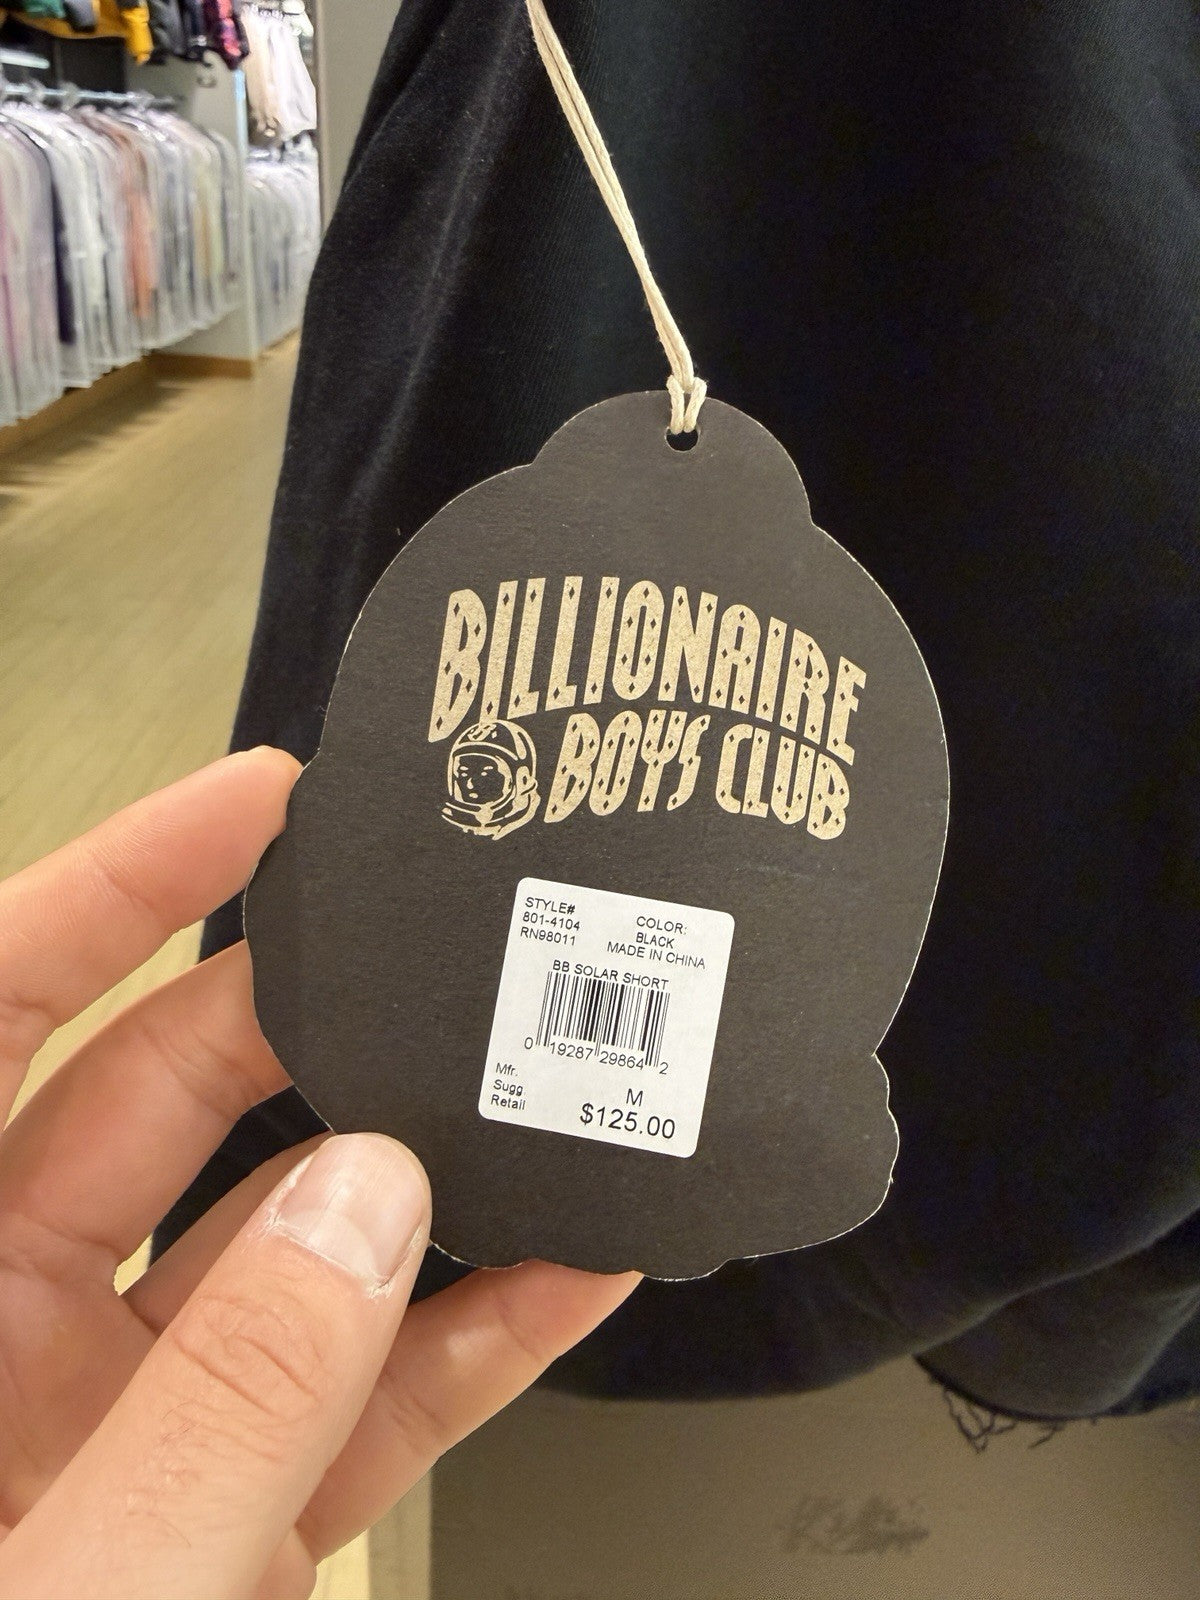 BILLIONAIRE
BOYS CLUB
STYLE#
801-4104
RN98011
COLOR:
BLACK
MADE IN CHINA
BB SOLAR SHORT
0 19287 29864 2
Mfr.
Sugg
Retail
M
$125.00